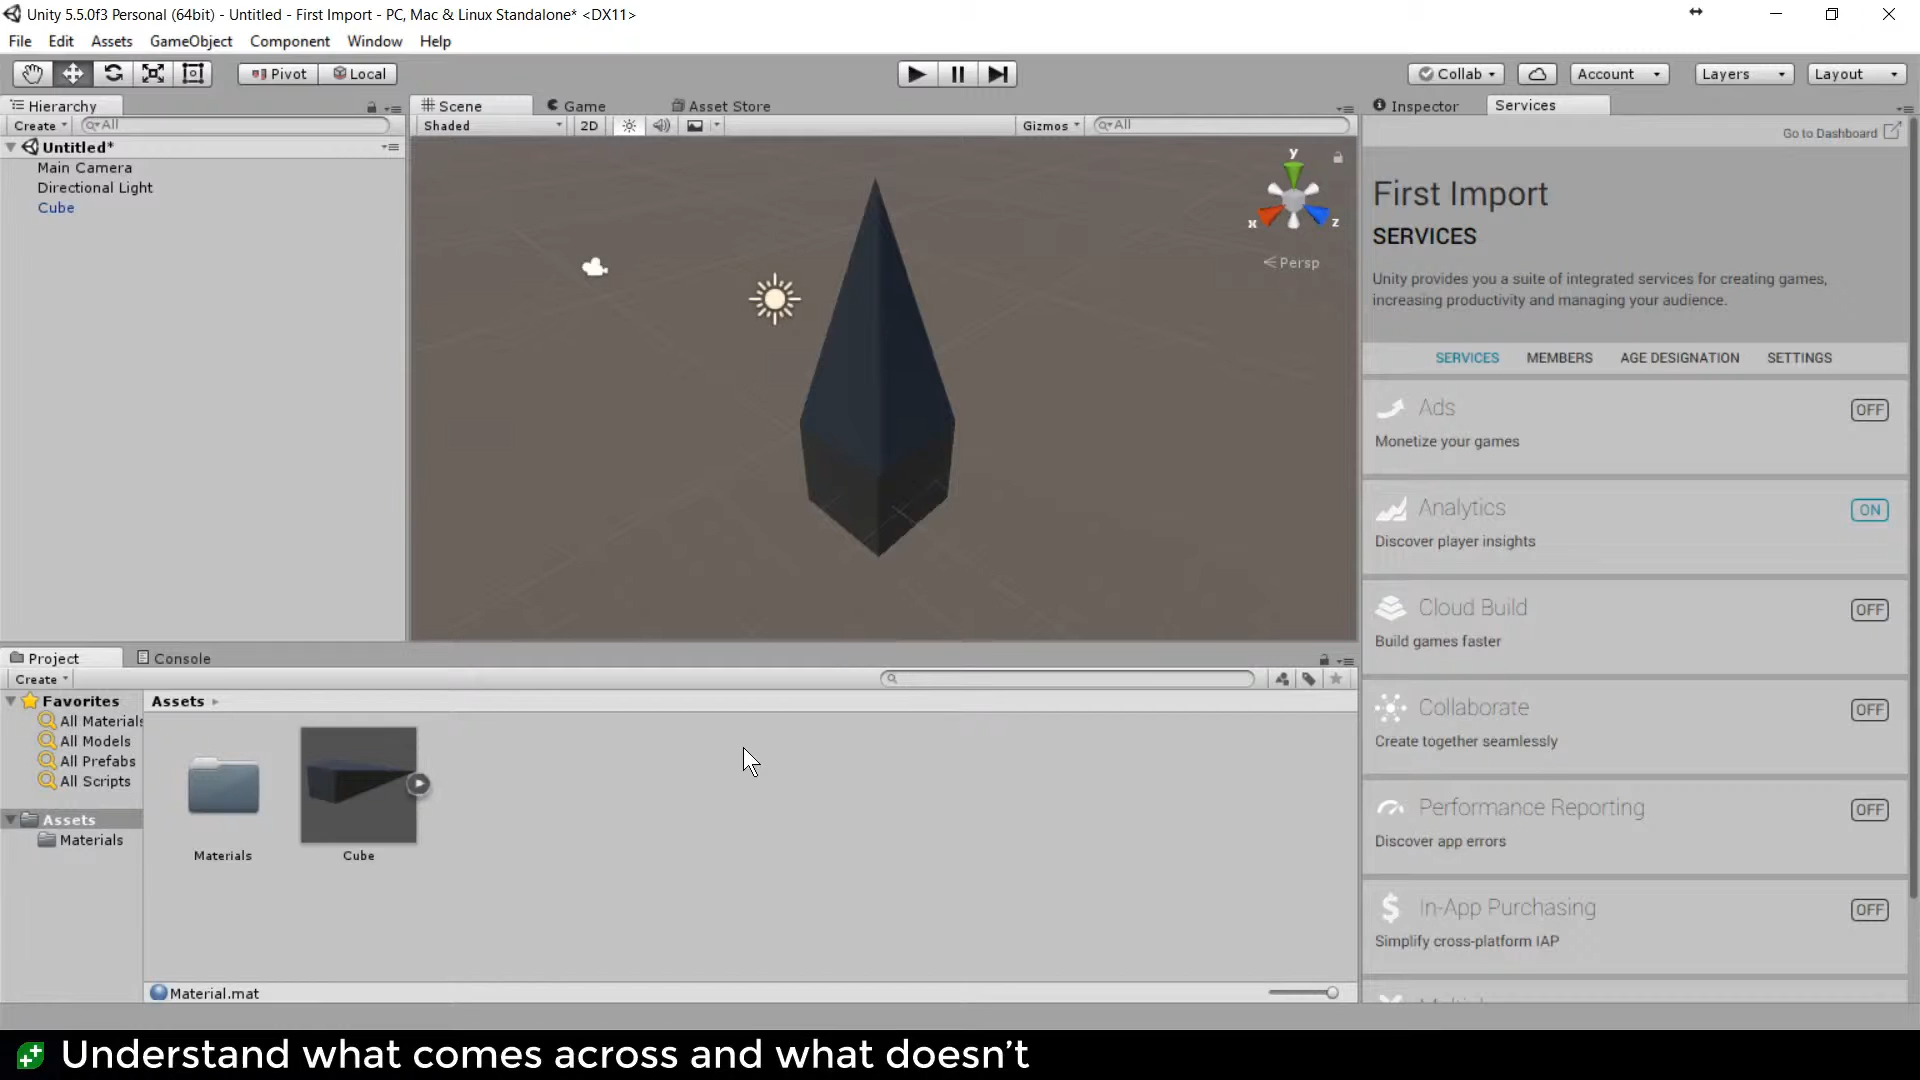 Unity 5.5.0f3 Personal (64bit) - Untitled - First Import - PC, Mac & Linux Standalone* <DX11>
File Edit Assets GameObject Component Window Help
Pivot Local Collab Account Layers Layout
Hierarchy Scene Game Asset Store Inspector Services
Create All Shaded 2D Gizmos All
Go to Dashboard
Untitled*
Main Camera
Directional Light
Cube
y
x z
Persp
First Import
SERVICES
Unity provides you a suite of integrated services for creating games,
increasing productivity and managing your audience.
SERVICES MEMBERS AGE DESIGNATION SETTINGS
Ads OFF
Monetize your games
Analytics ON
Discover player insights
Cloud Build OFF
Build games faster
Collaborate OFF
Create together seamlessly
Performance Reporting OFF
Discover app errors
In-App Purchasing OFF
Simplify cross-platform IAP
Project Console
Create
Favorites
All Materials
All Models
All Prefabs
All Scripts
Assets
Materials
Assets
Materials Cube
Material.mat
Understand what comes across and what doesn't